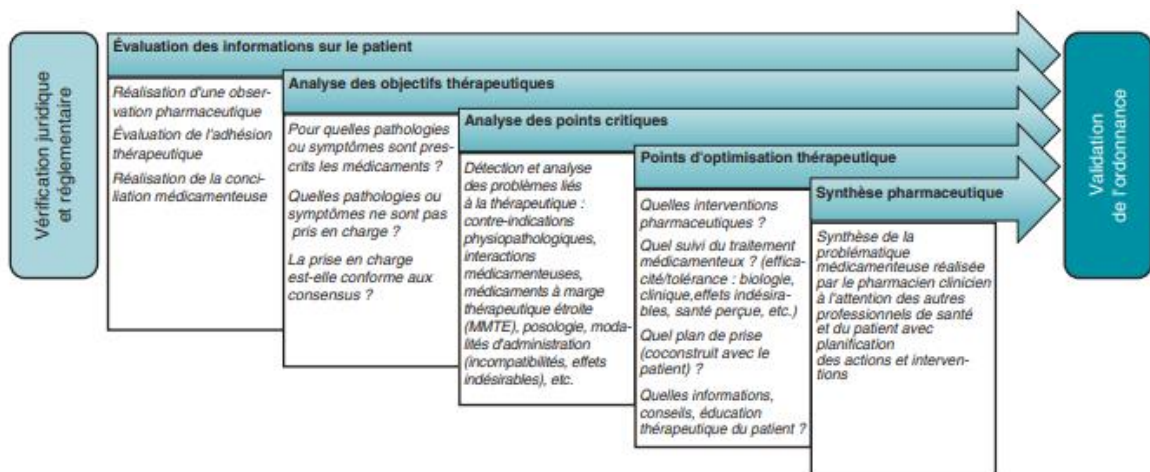 Vérification juridique
et réglementaire
Évaluation des informations sur le patient
Réalisation d'une obser-
vation pharmaceutique
Évaluation de l'adhésion
thérapeutique
Réalisation de la conci-
liation médicamenteuse
Analyse des objectifs thérapeutiques
Pour quelles pathologies
ou symptômes sont pres-
crits les médicaments ?
Quelles pathologies ou
symptômes ne sont pas
pris en charge ?
La prise en charge
est-elle conforme aux
consensus ?
Analyse des points critiques
Détection et analyse
des problèmes liés
à la thérapeutique :
contre-indications
physiopathologiques,
interactions
médicamenteuses,
médicaments à marge
thérapeutique étroite
(MMTE), posologie, moda-
lités d'administration
(incompatibilités, effets
indésirables), etc.
Points d'optimisation thérapeutique
Quelles interventions
pharmaceutiques ?
Quel suivi du traitement
médicamenteux ? (effica-
cité/tolérance : biologie,
clinique,effets indésira-
bles, santé perçue, etc.)
Quel plan de prise
(coconstruit avec le
patient) ?
Quelles informations,
conseils, éducation
thérapeutique du patient ?
Synthèse pharmaceutique
Synthèse de la
problématique
médicamenteuse réalisée
par le pharmacien clinicien
à l'attention des autres
professionnels de santé
et du patient avec
planification
des actions et interven-
tions
Validation
de l'ordonnance